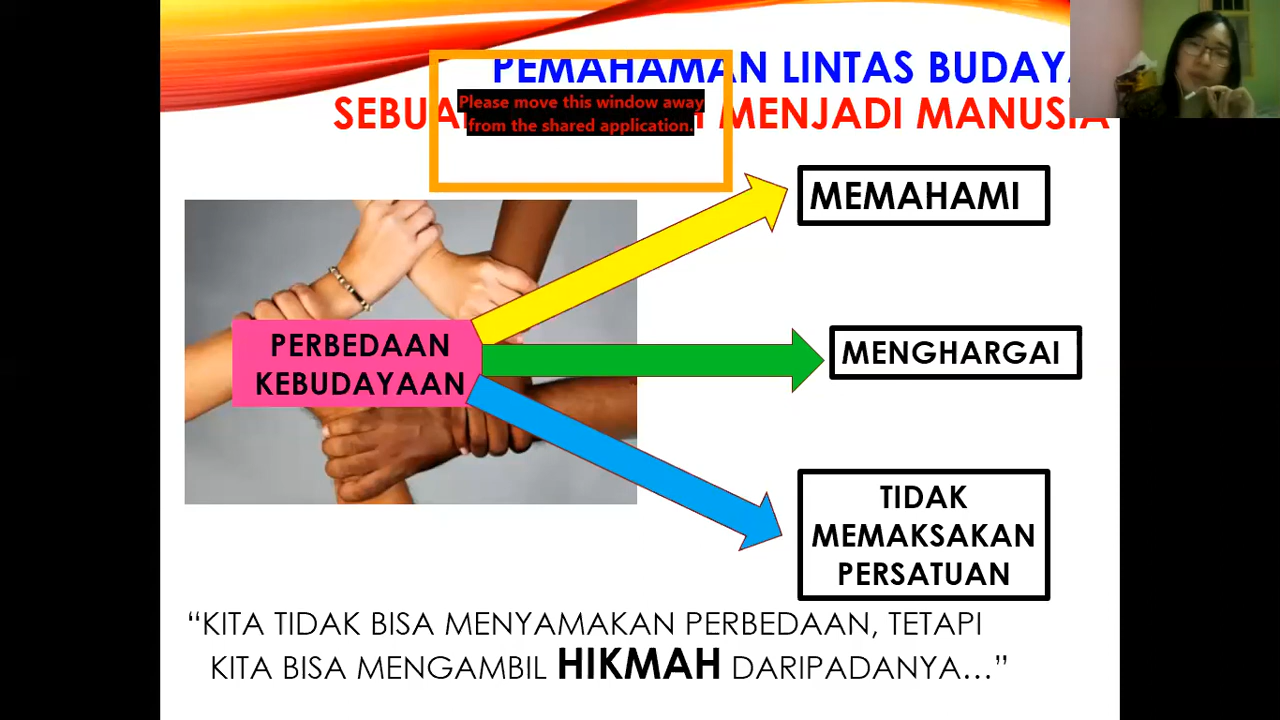 PEMAHAMAN LINTAS BUDAYA
SEBUAH MENJADI MANUSIA
Please move this window away
from the shared application.
MEMAHAMI
PERBEDAAN
KEBUDAYAAN
MENGHARGAI
TIDAK
MEMAKSAKAN
PERSATUAN
“KITA TIDAK BISA MENYAMAKAN PERBEDAAN, TETAPI
KITA BISA MENGAMBIL HIKMAH DARIPADANYA…”